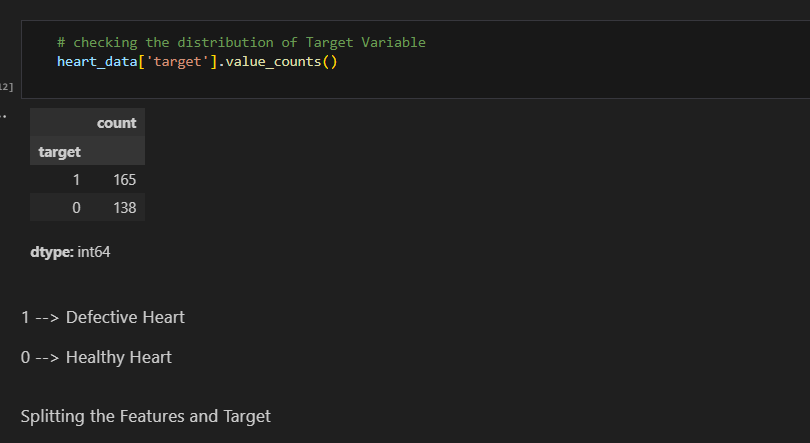 # checking the distribution of Target Variable
heart_data['target'].value_counts()
12]
..
count
target
1 165
0 138
dtype: int64
1 --> Defective Heart
0 --> Healthy Heart
Splitting the Features and Target